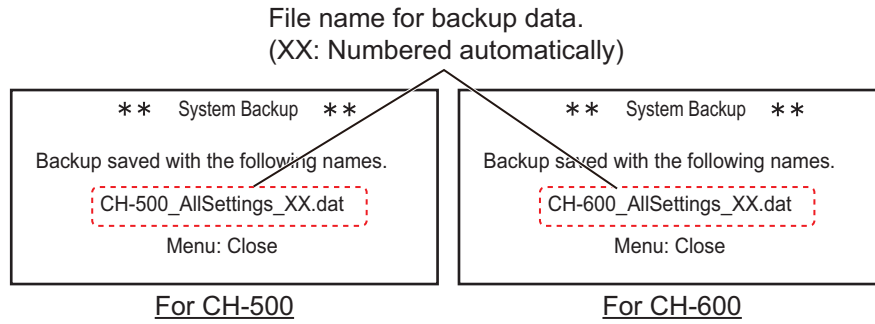 File name for backup data.
(XX: Numbered automatically)
** System Backup **
Backup saved with the following names.
CH-500_AllSettings_XX.dat
Menu: Close
For CH-500
** System Backup **
Backup saved with the following names.
CH-600_AllSettings_XX.dat
Menu: Close
For CH-600